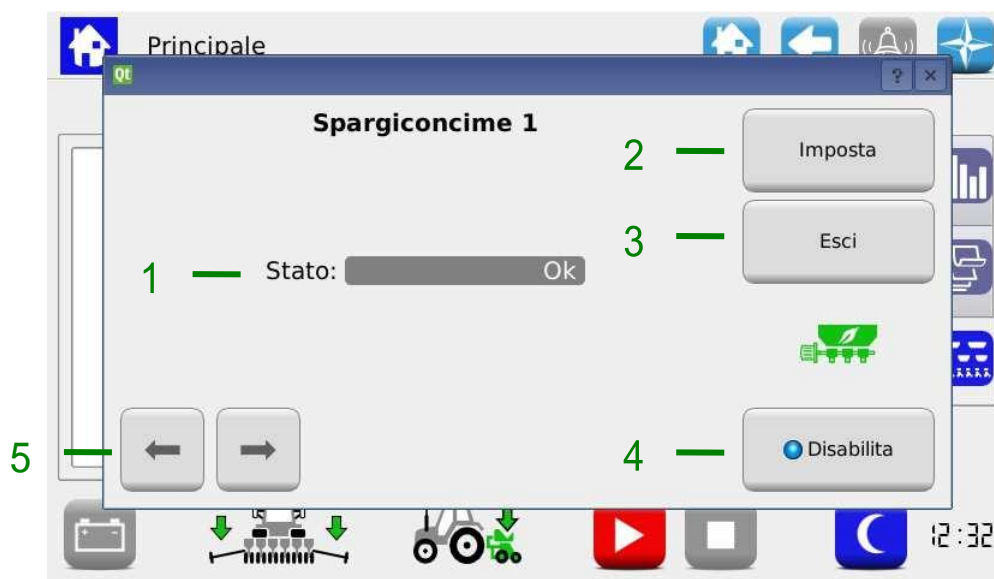 Principale
Qt
? ×
Spargiconcime 1
2
Imposta
3
Esci
1
Stato: Ok
5
4
Disabilita
12:32